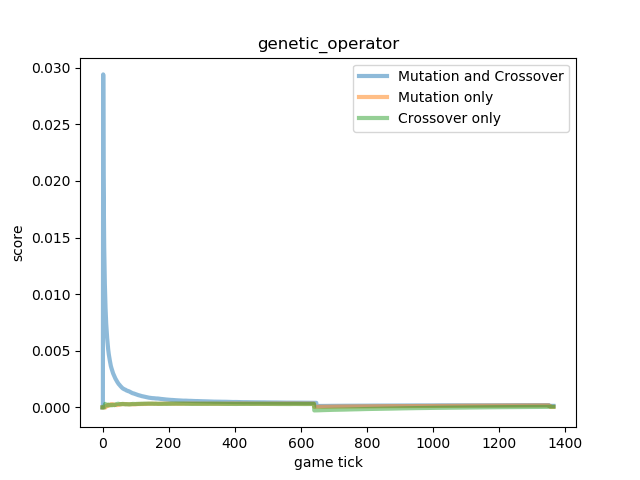 genetic_operator
0.030
0.025
0.020
0.015
0.010
0.005
0.000
score
Mutation and Crossover
Mutation only
Crossover only
0 200 400 600 800 1000 1200 1400
game tick